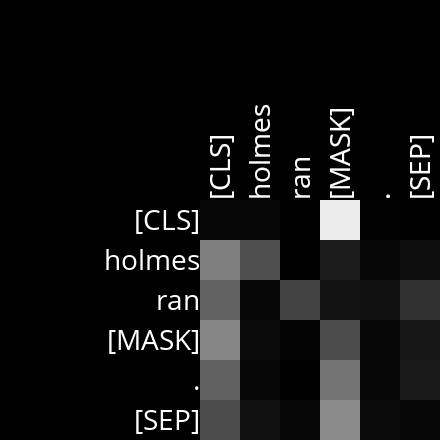 [CLS] holmes ran [MASK] . [SEP]
[CLS]
holmes
ran
[MASK]
.
[SEP]